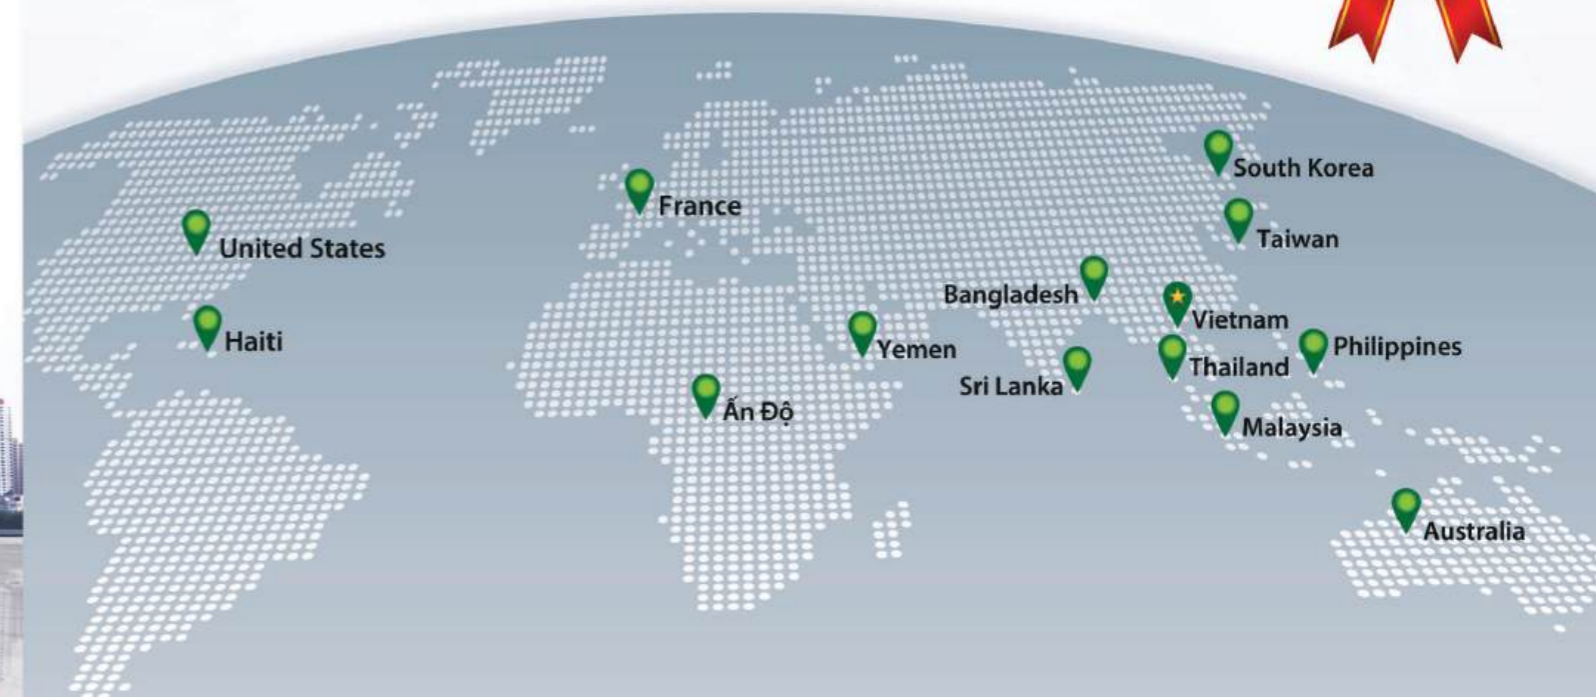 South Korea
France
Taiwan
United States
Bangladesh
Vietnam
Haiti
Philippines
Yemen
Thailand
Sri Lanka
Ấn Độ
Malaysia
Australia